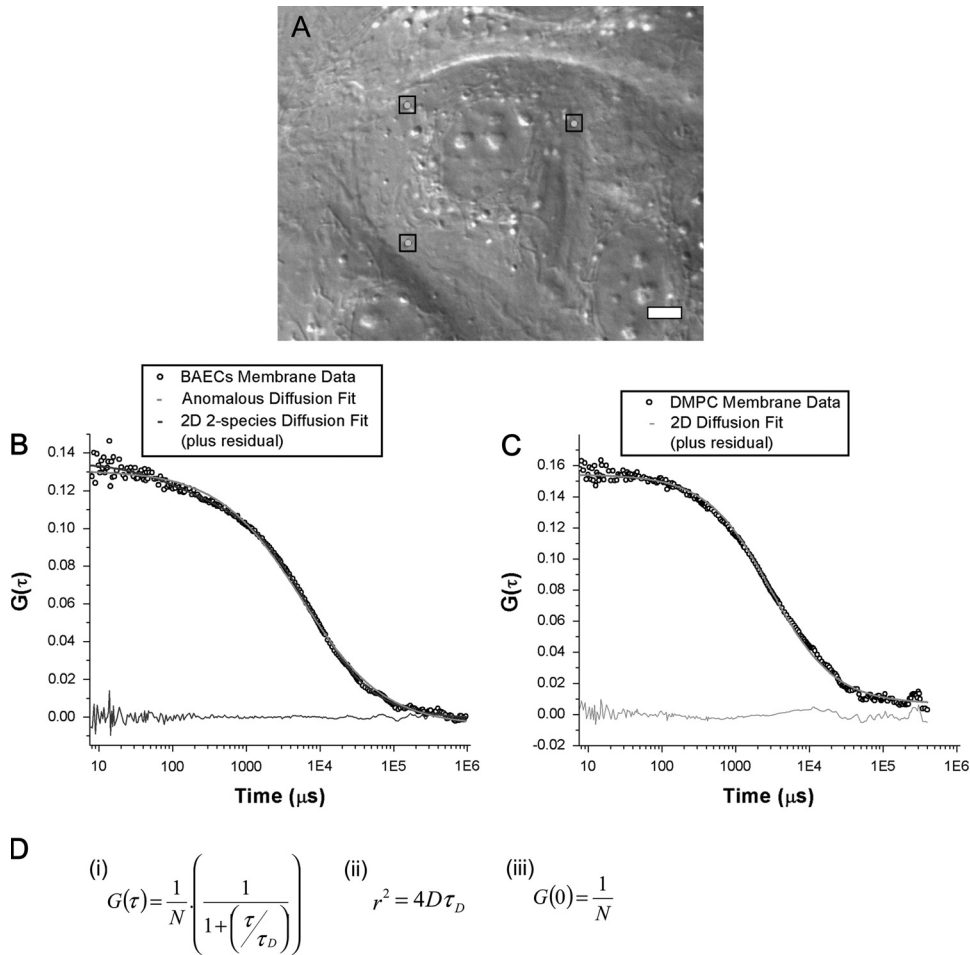 A
BAECs Membrane Data
Anomalous Diffusion Fit
2D 2-species Diffusion Fit
(plus residual)
DMPC Membrane Data
2D Diffusion Fit
(plus residual)
B
0.14
0.12
0.10
0.08
0.06
0.04
0.02
0.00
G(τ)
10 100 1000 1E4 1E5 1E6
Time (μs)
C
0.16
0.14
0.12
0.10
0.08
0.06
0.04
0.02
0.00
-0.02
G(τ)
10 100 1000 1E4 1E5 1E6
Time (μs)
D
(i) G(τ) = 1/N . (1/(1+(τ/τ_D)))
(ii) r² = 4Dτ_D
(iii) G(0) = 1/N